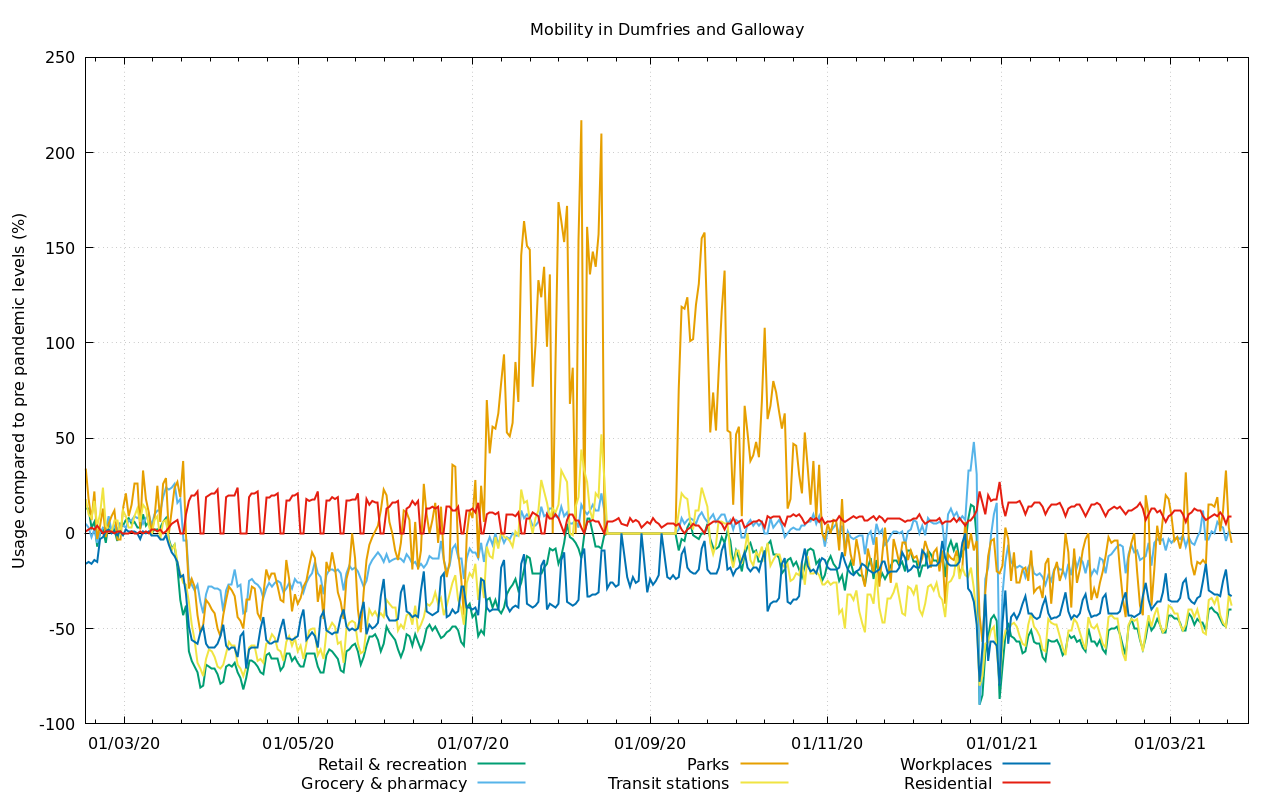 Mobility in Dumfries and Galloway
Usage compared to pre pandemic levels (%)
250
200
150
100
50
0
-50
-100
01/03/20 01/05/20 01/07/20 01/09/20 01/11/20 01/01/21 01/03/21
Retail & recreation Parks Workplaces
Grocery & pharmacy Transit stations Residential